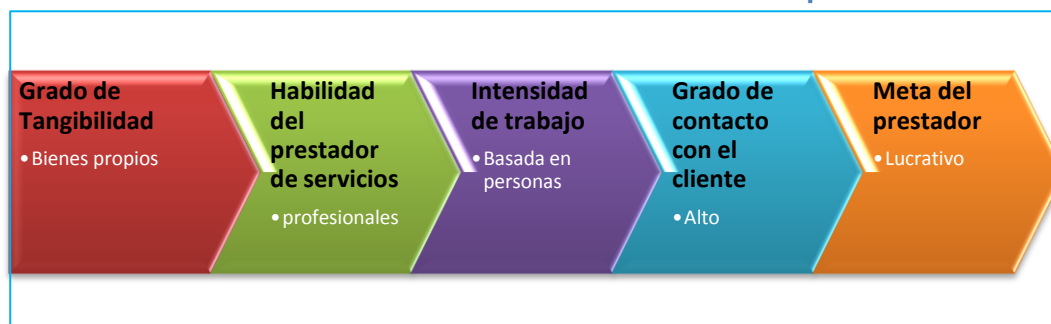 Grado de
Tangibilidad
•Bienes propios
Habilidad
del
prestador
de servicios
•profesionales
Intensidad
de trabajo
•Basada en
personas
Grado de
contacto
con el
cliente
•Alto
Meta del
prestador
•Lucrativo